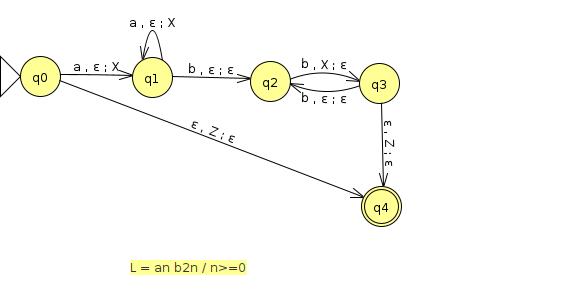 a , ε ; X
q0
a , ε ; X
q1
b , ε ; ε
q2
b , X ; ε
q3
b , ε ; ε
ε , Z ; ε
ε , Z ; ε
q4
L = an b2n / n>=0